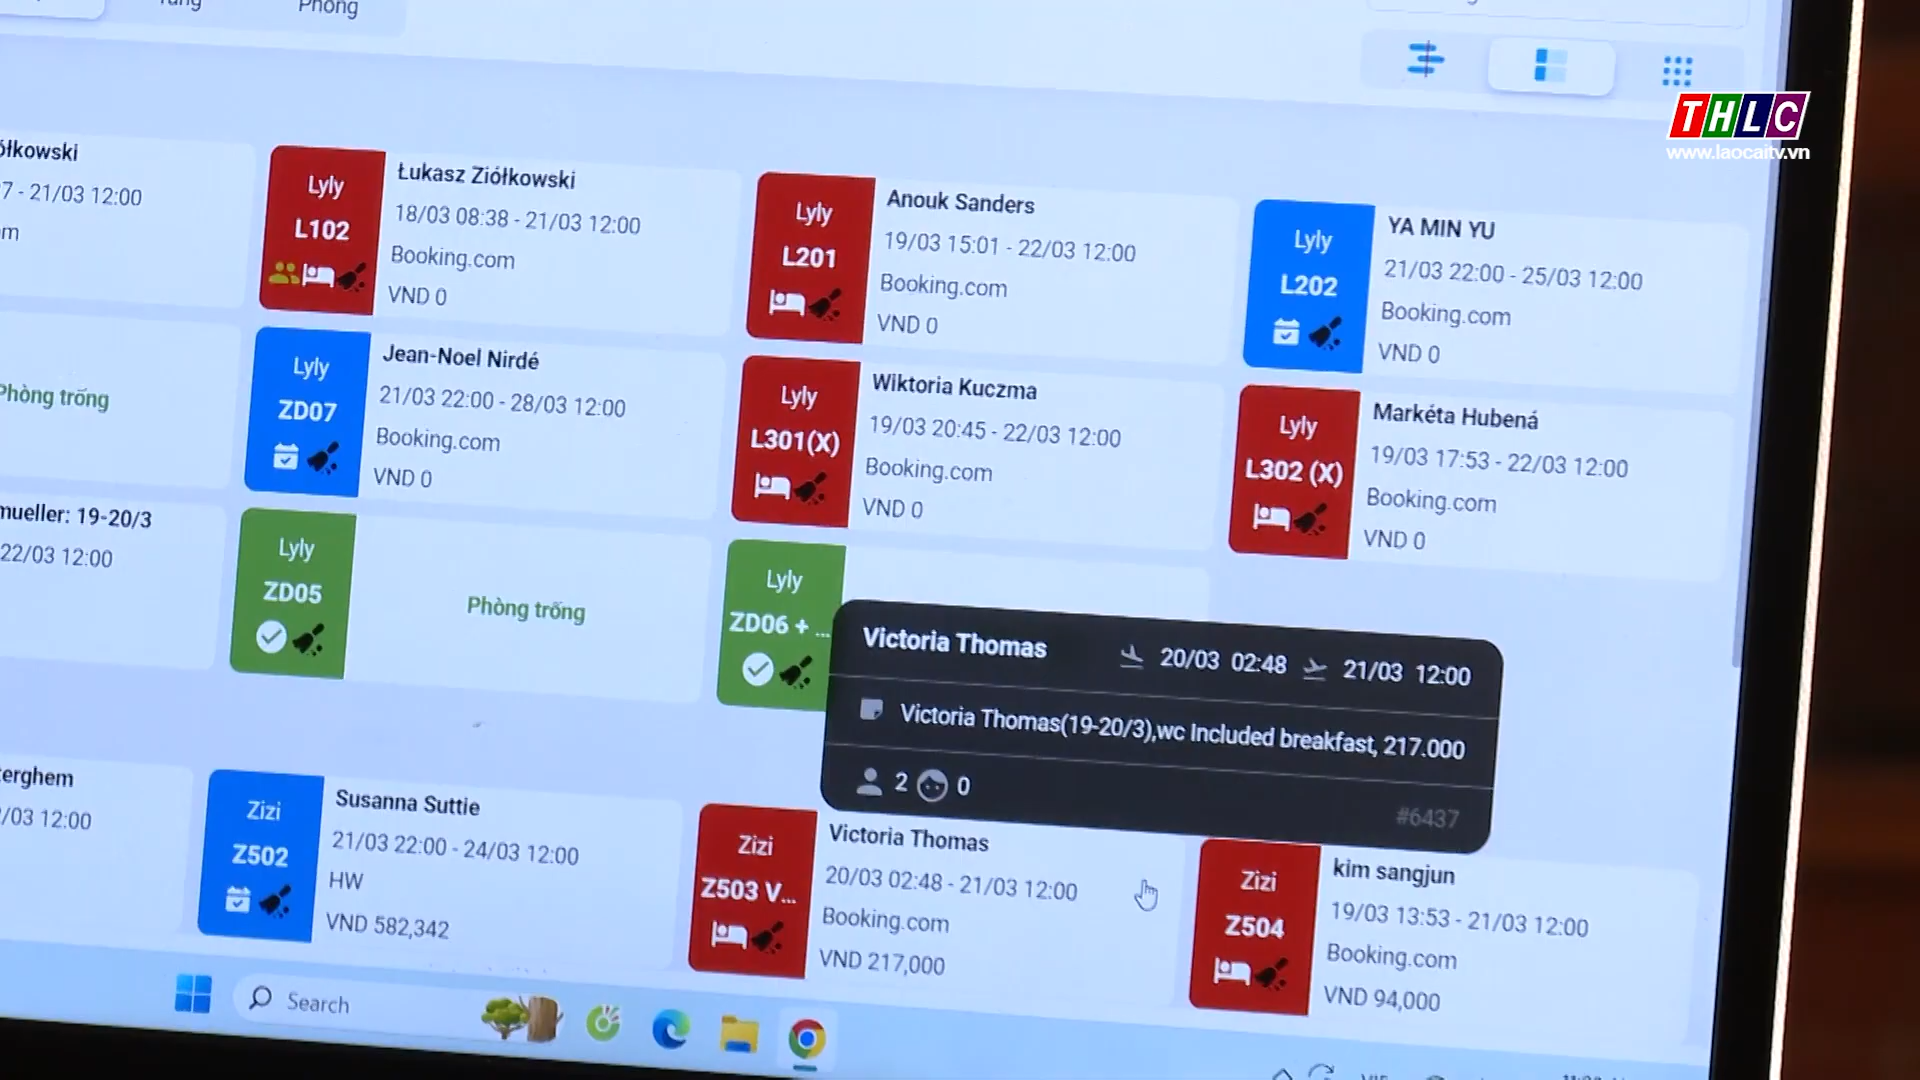 Phòng
THLC
www.laocaitv.vn
7 - 21/03 12:00
Lyly
L102
Łukasz Ziółkowski
18/03 08:38 - 21/03 12:00
Booking.com
VND 0
Lyly
L201
Anouk Sanders
19/03 15:01 - 22/03 12:00
Booking.com
VND 0
Lyly
L202
YA MIN YU
21/03 22:00 - 25/03 12:00
Booking.com
VND 0
Phòng trống
Lyly
ZD07
Jean-Noel Nirdé
21/03 22:00 - 28/03 12:00
Booking.com
VND 0
Lyly
L301(X)
Wiktoria Kuczma
19/03 20:45 - 22/03 12:00
Booking.com
VND 0
Lyly
L302 (X)
Markéta Hubená
19/03 17:53 - 22/03 12:00
Booking.com
VND 0
mueller: 19-20/3
22/03 12:00
Lyly
ZD05
Phòng trống
Lyly
ZD06 + ...
Victoria Thomas 20/03 02:48 21/03 12:00
Victoria Thomas(19-20/3),wc Included breakfast, 217.000
2 0
#6437
erghem
/03 12:00
Zizi
Z502
Susanna Suttie
21/03 22:00 - 24/03 12:00
HW
VND 582,342
Zizi
Z503 V...
Victoria Thomas
20/03 02:48 - 21/03 12:00
Booking.com
VND 217,000
Zizi
Z504
kim sangjun
19/03 13:53 - 21/03 12:00
Booking.com
VND 94,000
Search